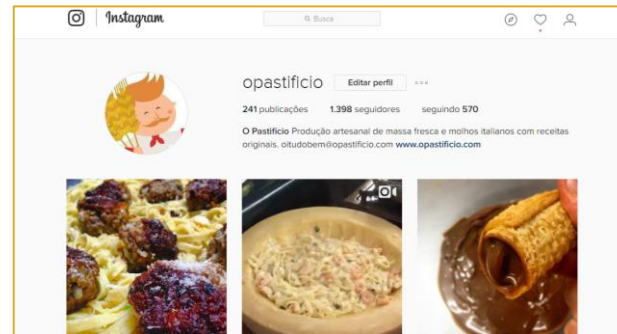 Instagram
Busca
opastificio Editar perfil
241 publicações 1.398 seguidores seguindo 570
O Pastifício Produção artesanal de massa fresca e molhos italianos com receitas
originais. oitudobem@opastificio.com www.opastificio.com